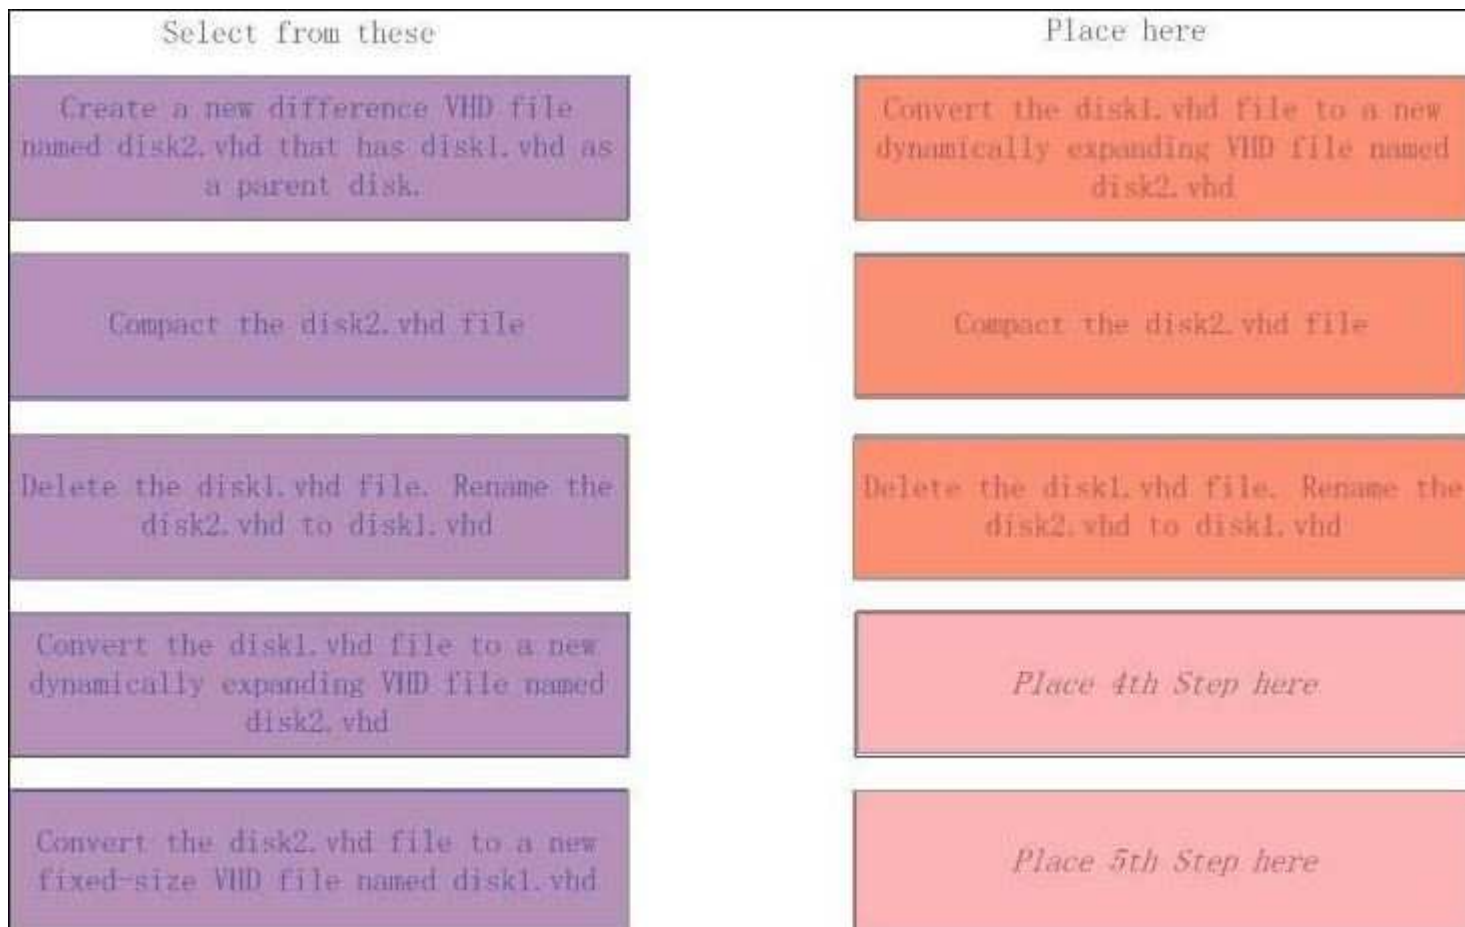 Select from these
Create a new difference VHD file
named disk2.vhd that has disk1.vhd as
a parent disk.
Compact the disk2.vhd file
Delete the disk1.vhd file. Rename the
disk2.vhd to disk1.vhd
Convert the disk1.vhd file to a new
dynamically expanding VHD file named
disk2.vhd
Convert the disk2.vhd file to a new
fixed-size VHD file named disk1.vhd
Place here
Convert the disk1.vhd file to a new
dynamically expanding VHD file named
disk2.vhd
Compact the disk2.vhd file
Delete the disk1.vhd file. Rename the
disk2.vhd to disk1.vhd
Place 4th Step here
Place 5th Step here